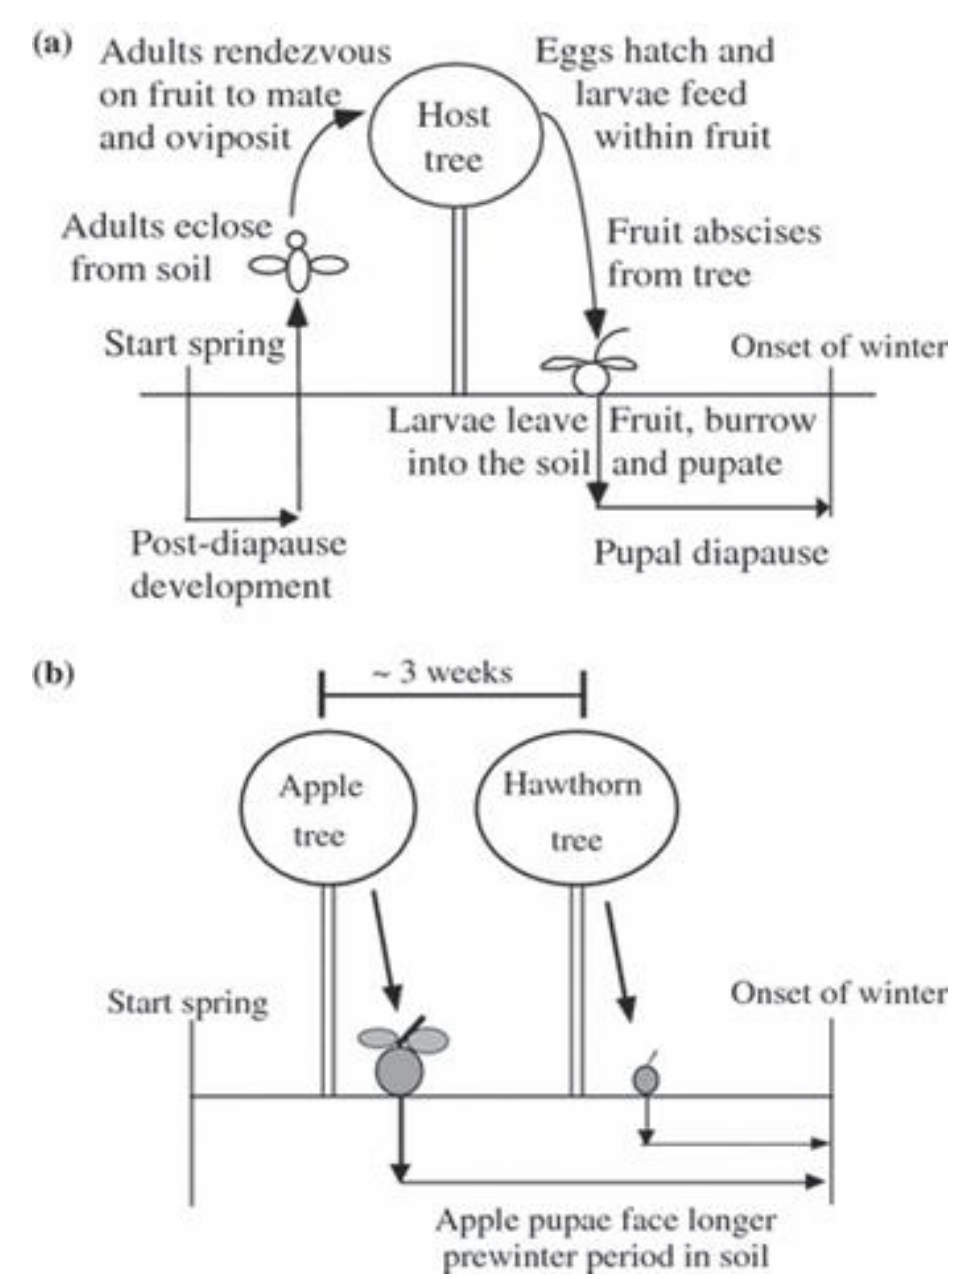 (a)
Adults rendezvous
on fruit to mate
and oviposit
Host
tree
Eggs hatch and
larvae feed
within fruit
Adults eclose
from soil
Fruit abscises
from tree
Start spring
Onset of winter
Larvae leave Fruit, burrow
into the soil and pupate
Post-diapause
development
Pupal diapause
(b)
~ 3 weeks
Apple
tree
Hawthorn
tree
Start spring
Onset of winter
Apple pupae face longer
prewinter period in soil